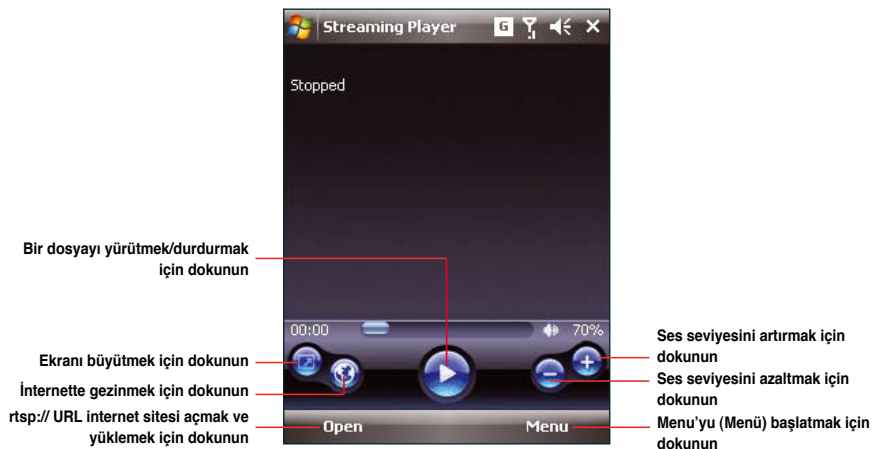 Streaming Player
G
Stopped
Bir dosyayı yürütmek/durdurmak
için dokunun
00:00
70%
Ekranı büyütmek için dokunun
İnternette gezinmek için dokunun
rtsp:// URL internet sitesi açmak ve
yüklemek için dokunun
Ses seviyesini artırmak için
dokunun
Ses seviyesini azaltmak için
dokunun
Menu’yu (Menü) başlatmak için
dokunun
Open
Menu